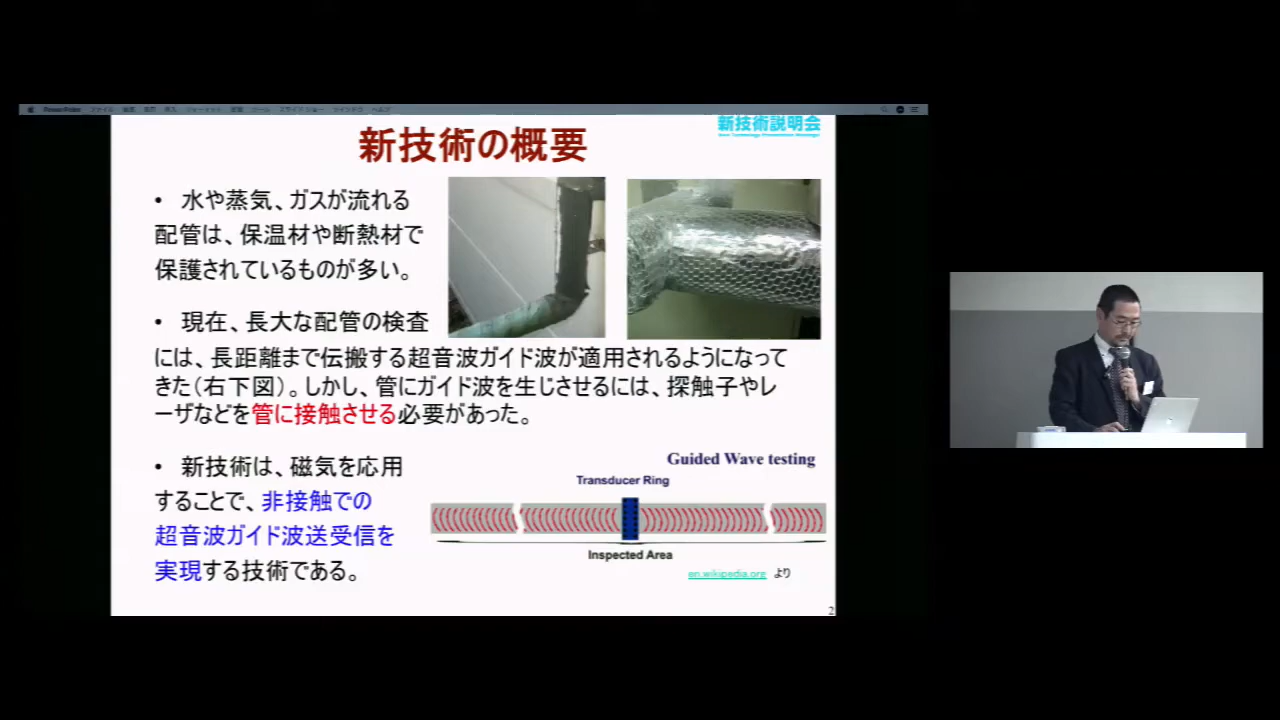 PowerPoint
新技術の概要
新技術説明会
• 水や蒸気、ガスが流れる
配管は、保温材や断熱材で
保護されているものが多い。
• 現在、長大な配管の検査
には、長距離まで伝搬する超音波ガイド波が適用されるようになって
きた（右下図）。しかし、管にガイド波を生じさせるには、探触子やレ
ーザなどを管に接触させる必要があった。
• 新技術は、磁気を応用
することで、非接触での
超音波ガイド波送受信を
実現する技術である。
Guided Wave testing
Transducer Ring
Inspected Area
en.wikipedia.org より
2